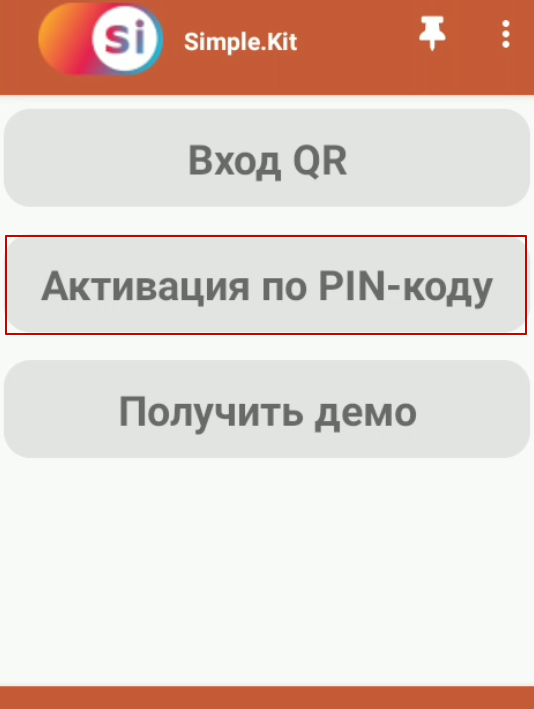 si
Simple.Kit
Вход QR
Активация по PIN-коду
Получить демо